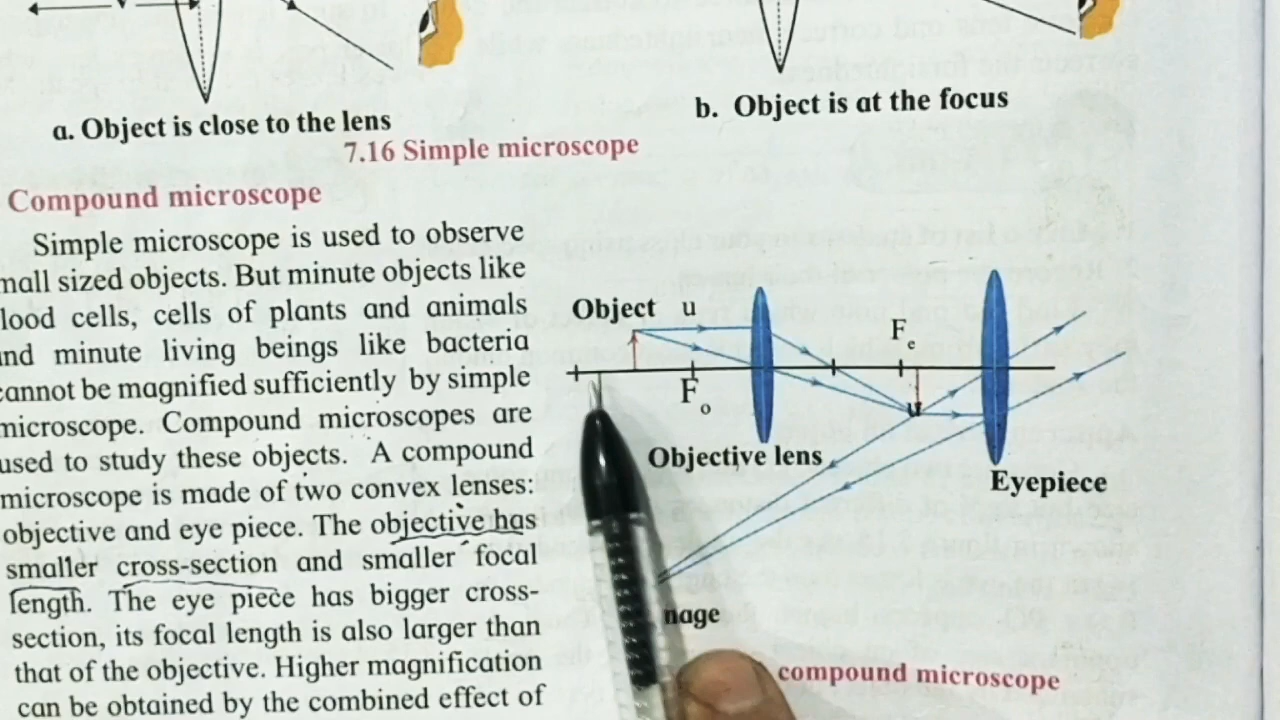 a. Object is close to the lens
b. Object is at the focus
7.16 Simple microscope
Compound microscope
Simple microscope is used to observe
mall sized objects. But minute objects like
lood cells, cells of plants and animals
nd minute living beings like bacteria
cannot be magnified sufficiently by simple
microscope. Compound microscopes are
used to study these objects. A compound
microscope is made of two convex lenses:
objective and eye piece. The objective has
smaller cross-section and smaller focal
length. The eye piece has bigger cross-
section, its focal length is also larger than
that of the objective. Higher magnification
can be obtained by the combined effect of
Object u
Fo
Fe
u
Objective lens
Eyepiece
mage
compound microscope